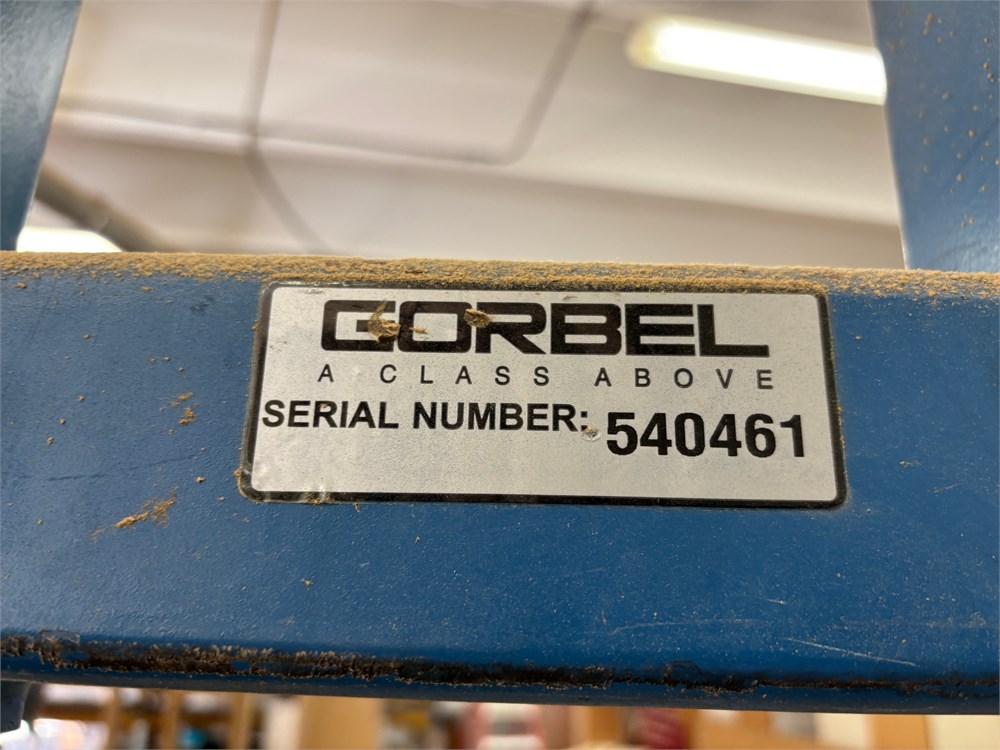 GORBEL
A CLASS ABOVE
SERIAL NUMBER: 540461